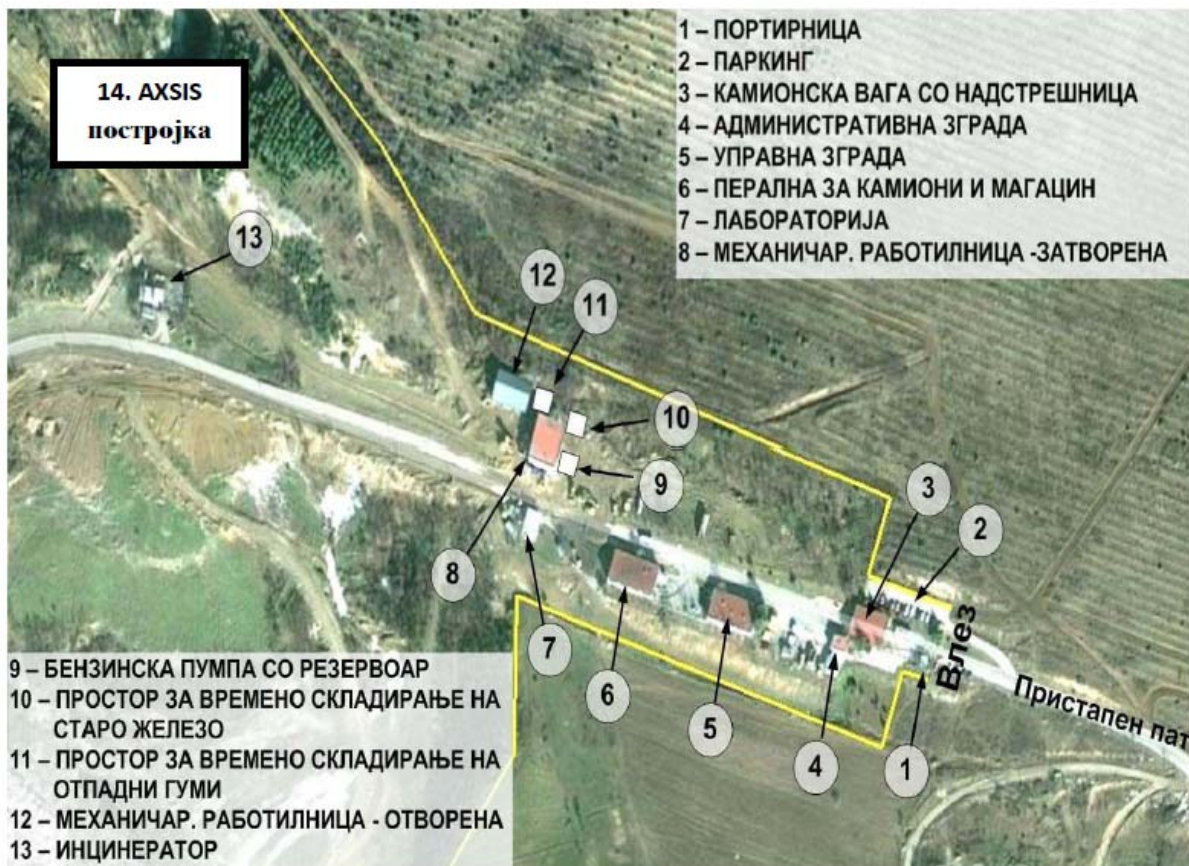 14. AXSIS
постројка
1 – ПОРТИРНИЦА
2 – ПАРКИНГ
3 – КАМИОНСКА ВАГА СО НАДСТРЕШНИЦА
4 – АДМИНИСТРАТИВНА ЗГРАДА
5 – УПРАВНА ЗГРАДА
6 – ПЕРАЛНА ЗА КАМИОНИ И МАГАЦИН
7 – ЛАБОРАТОРИЈА
8 – МЕХАНИЧАР. РАБОТИЛНИЦА -ЗАТВОРЕНА
13
12
11
10
9
3
2
8
7
6
5
4
1
Влез
Пристапен пат
9 – БЕНЗИНСКА ПУМПА СО РЕЗЕРВОАР
10 – ПРОСТОР ЗА ВРЕМЕНО СКЛАДИРАЊЕ НА
СТАРО ЖЕЛЕЗО
11 – ПРОСТОР ЗА ВРЕМЕНО СКЛАДИРАЊЕ НА
ОТПАДНИ ГУМИ
12 – МЕХАНИЧАР. РАБОТИЛНИЦА - ОТВОРЕНА
13 – ИНЦИНЕРАТОР